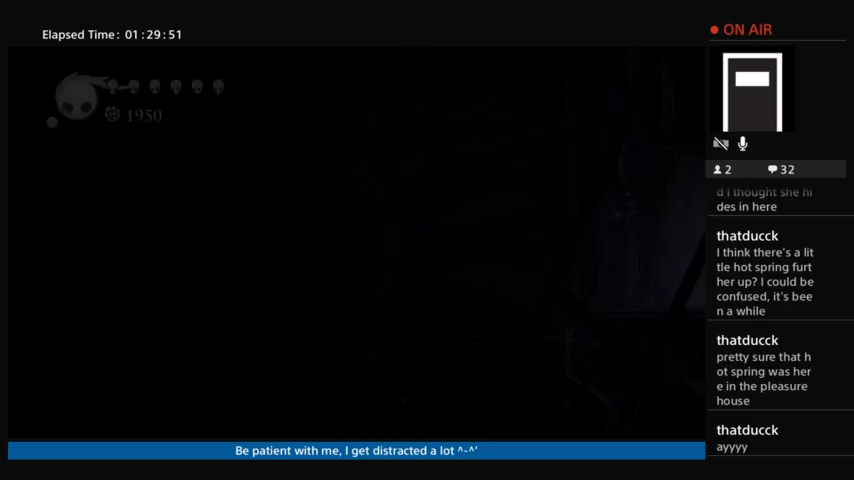 Elapsed Time: 01:29:51
ON AIR
1950
2 32
d I thought she hi
des in here
thatducck
I think there's a lit
tle hot spring furt
her up? I could be
confused, it's bee
n a while
thatducck
pretty sure that h
ot spring was her
e in the pleasure
house
thatducck
ayyyy
Be patient with me, I get distracted a lot ^-^'